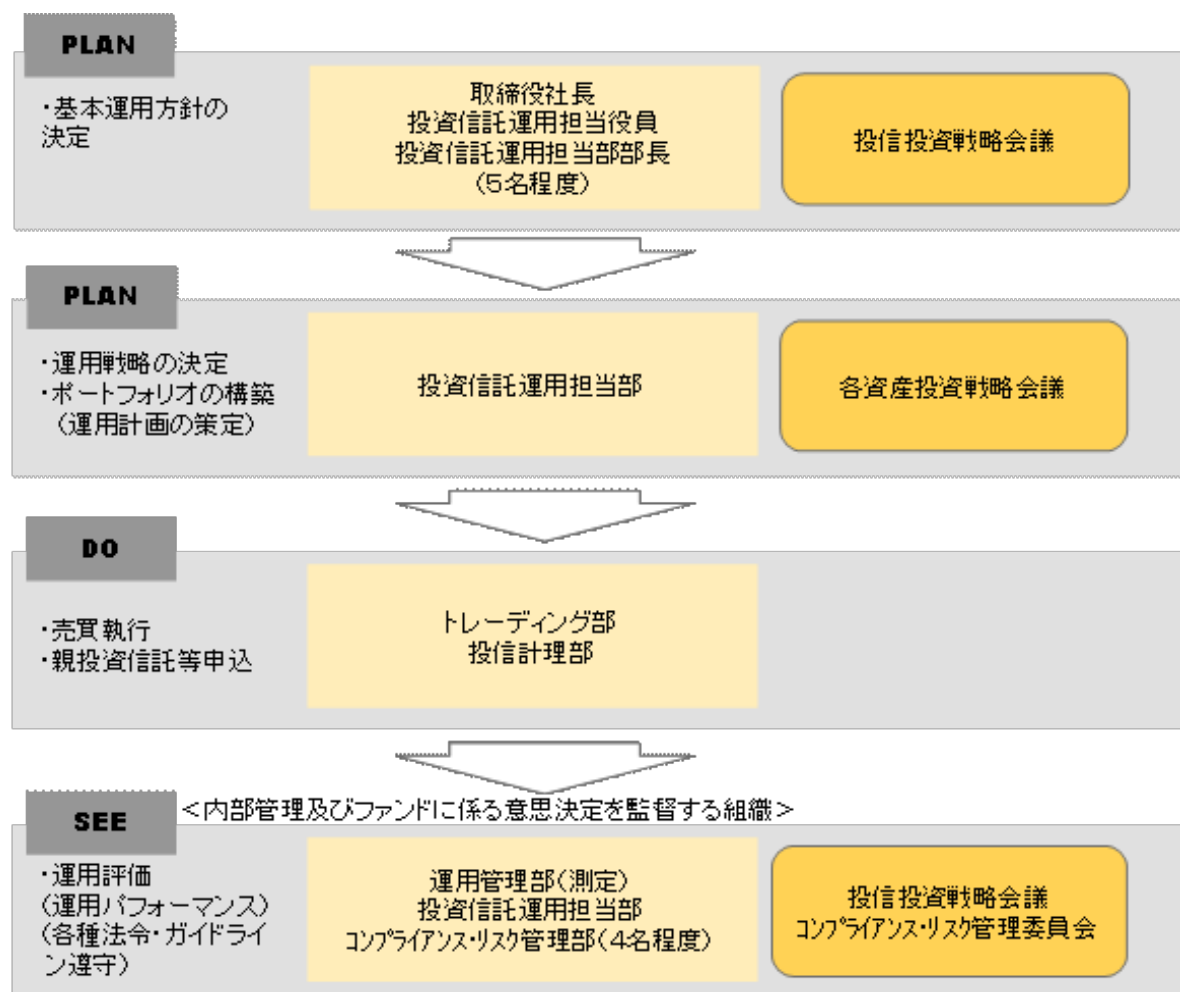 PLAN
・基本運用方針の
決定
取締役社長
投資信託運用担当役員
投資信託運用担当部部長
(5名程度)
投信投資戦略会議
PLAN
・運用戦略の決定
・ポートフォリオの構築
(運用計画の策定)
投資信託運用担当部
各資産投資戦略会議
DO
・売買執行
・親投資信託等申込
トレーディング部
投信計理部
SEE
<内部管理及びファンドに係る意思決定を監督する組織>
・運用評価
(運用パフォーマンス)
(各種法令・ガイドライ
ン遵守)
運用管理部(測定)
投資信託運用担当部
コンプライアンス・リスク管理部(4名程度)
投信投資戦略会議
コンプライアンス・リスク管理委員会